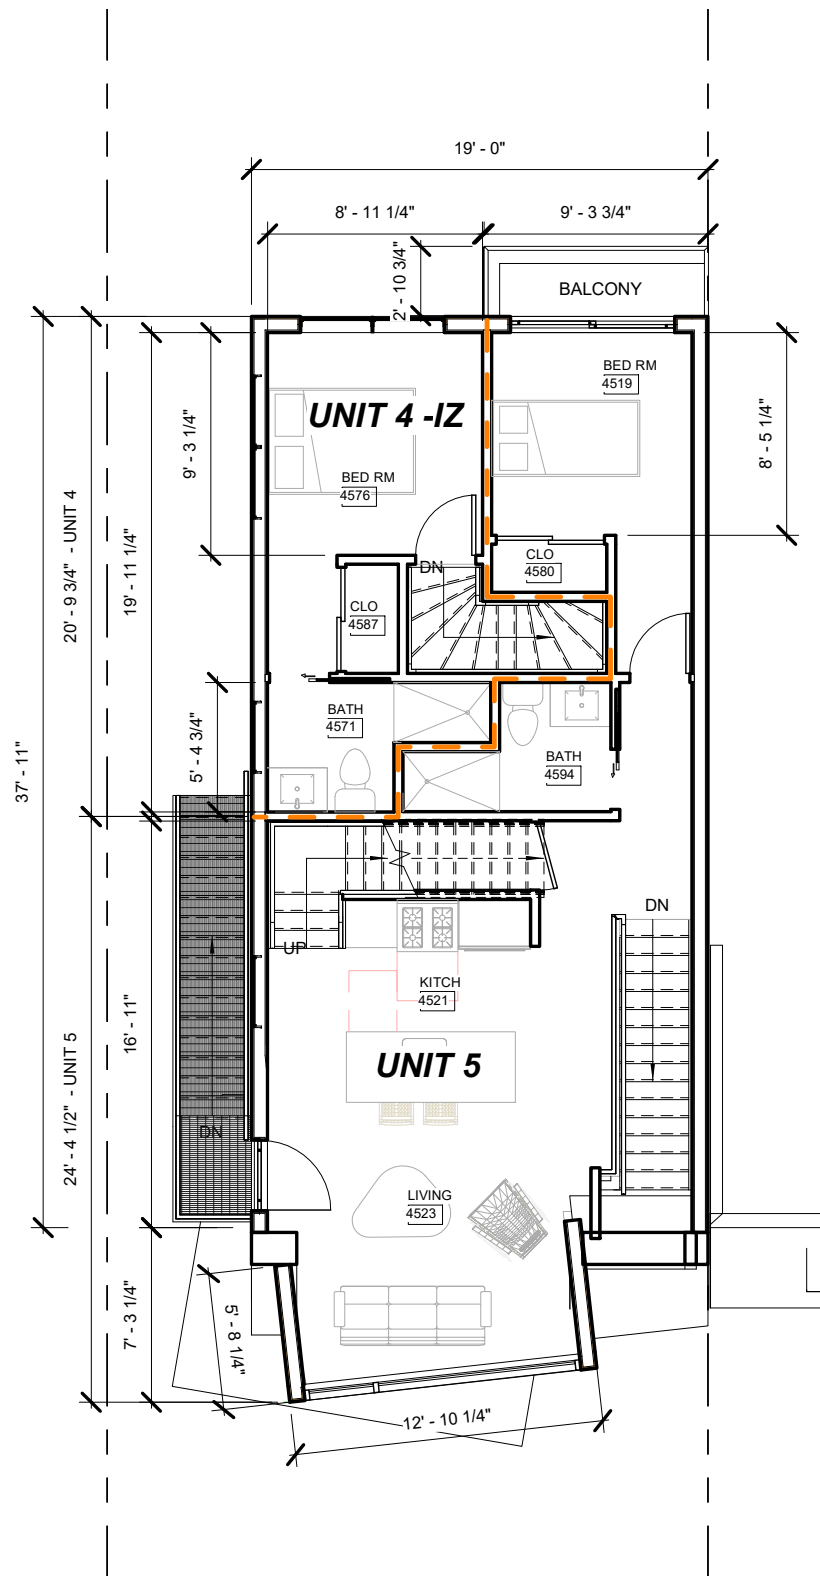 19' - 0"
8' - 11 1/4"
9' - 3 3/4"
2' - 10 3/4"
BALCONY
BED RM
4519
UNIT 4 -IZ
9' - 3 1/4"
8' - 5 1/4"
BED RM
4576
20' - 9 3/4" - UNIT 4
19' - 11 1/4"
CLO
4580
DN
CLO
4587
BATH
4571
5' - 4 3/4"
BATH
4594
37' - 11"
DN
UP
KITCH
4521
16' - 11"
UNIT 5
24' - 4 1/2" - UNIT 5
DN
LIVING
4523
7' - 3 1/4"
5' - 8 1/4"
12' - 10 1/4"